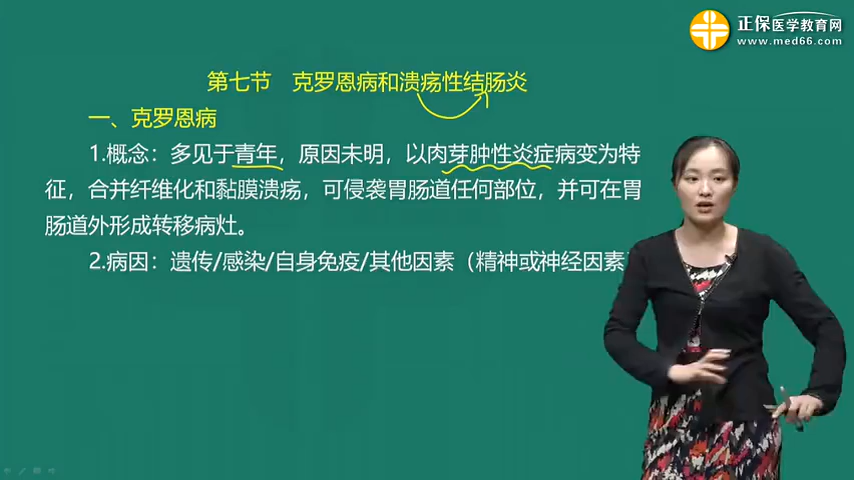 正保医学教育网
www.med66.com
第七节 克罗恩病和溃疡性结肠炎
一、克罗恩病
1.概念：多见于青年，原因未明，以肉芽肿性炎症病变为特
征，合并纤维化和黏膜溃疡，可侵袭胃肠道任何部位，并可在胃
肠道外形成转移病灶。
2.病因：遗传/感染/自身免疫/其他因素（精神或神经因素）